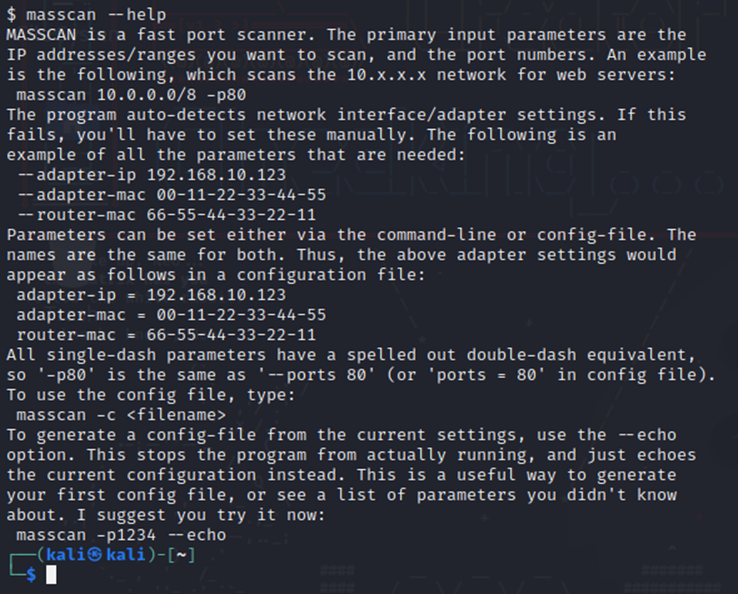 $ masscan --help
MASSCAN is a fast port scanner. The primary input parameters are the
IP addresses/ranges you want to scan, and the port numbers. An example
is the following, which scans the 10.x.x.x network for web servers:
 masscan 10.0.0.0/8 -p80
The program auto-detects network interface/adapter settings. If this
fails, you'll have to set these manually. The following is an
example of all the parameters that are needed:
 --adapter-ip 192.168.10.123
 --adapter-mac 00-11-22-33-44-55
 --router-mac 66-55-44-33-22-11
Parameters can be set either via the command-line or config-file. The
names are the same for both. Thus, the above adapter settings would
appear as follows in a configuration file:
 adapter-ip = 192.168.10.123
 adapter-mac = 00-11-22-33-44-55
 router-mac = 66-55-44-33-22-11
All single-dash parameters have a spelled out double-dash equivalent,
so '-p80' is the same as '--ports 80' (or 'ports = 80' in config file).
To use the config file, type:
 masscan -c <filename>
To generate a config-file from the current settings, use the --echo
option. This stops the program from actually running, and just echoes
the current configuration instead. This is a useful way to generate
your first config file, or see a list of parameters you didn't know
about. I suggest you try it now:
 masscan -p1234 --echo
┌──(kali㉿kali)-[~]
└─$